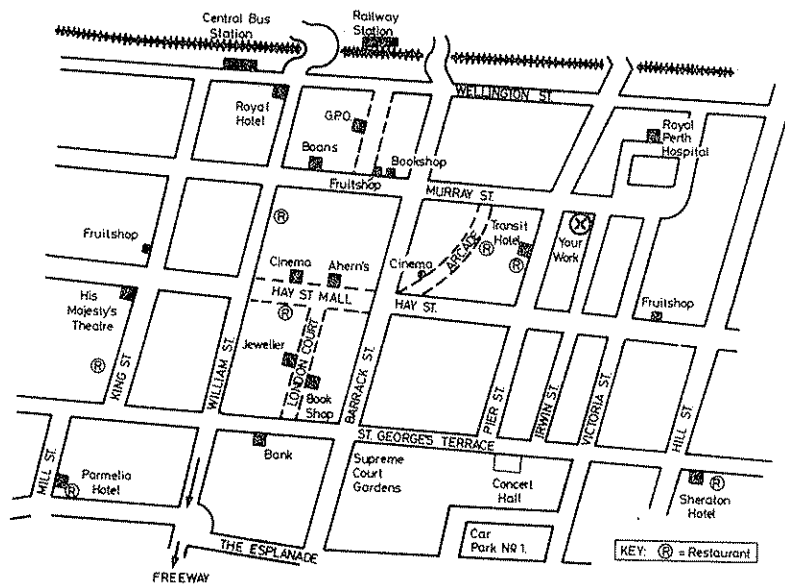 Central Bus
Station
Railway
Station
WELLINGTON ST.
Royal
Hotel
G.P.O.
Boans
Bookshop
Fruitshop
Royal
Perth
Hospital
MURRAY ST.
R
Fruitshop
Cinema
Ahern's
Cinema
ARCADE
Transit
Hotel
R
R
X
Your
Work
HAY ST MALL
HAY ST.
Fruitshop
His
Majesty's
Theatre
R
R
Jeweller
LONDON COURT
Book
Shop
KING ST.
WILLIAM ST.
BARRACK ST.
PIER ST.
IRWIN ST.
VICTORIA ST.
HILL ST.
ST. GEORGE'S TERRACE
MILL ST.
Parmelia
Hotel
R
Bank
Supreme
Court
Gardens
Concert
Hall
R
Sheraton
Hotel
THE ESPLANADE
Car
Park Nº 1.
KEY: R = Restaurant
FREEWAY